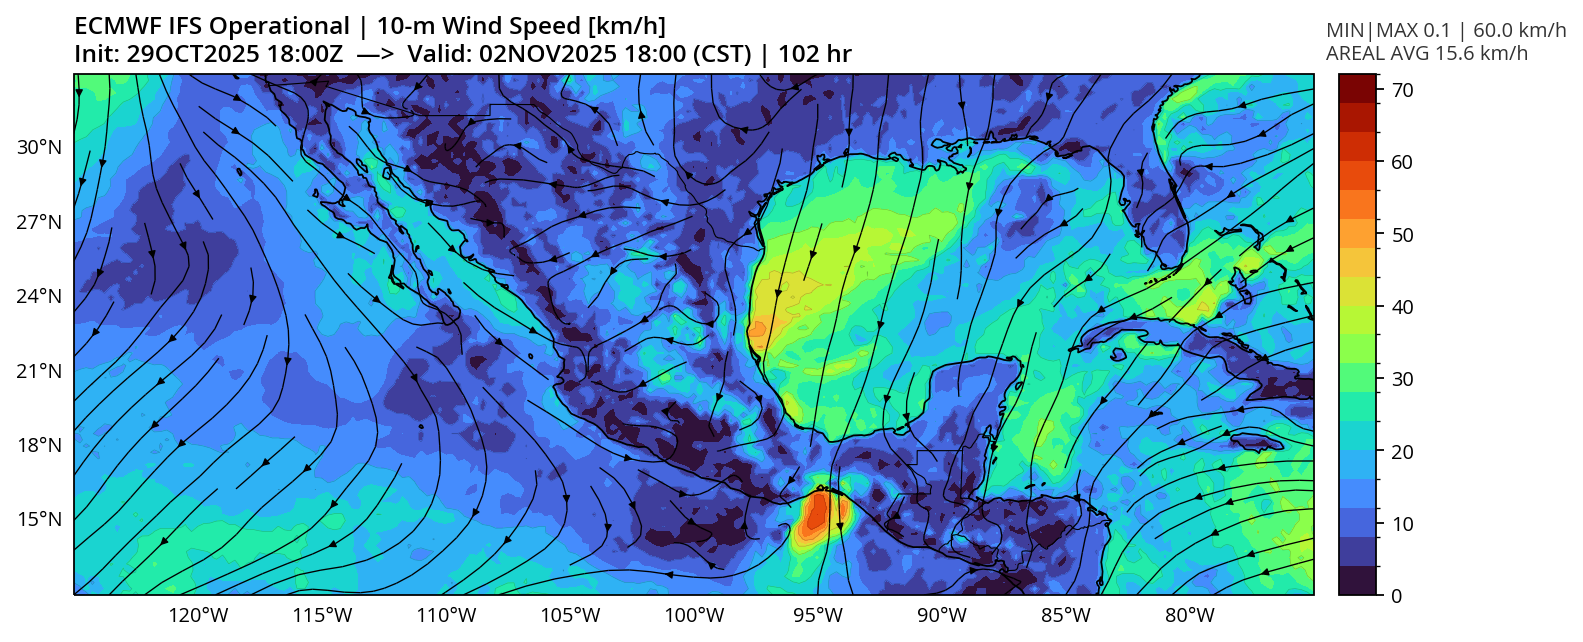 ECMWF IFS Operational | 10-m Wind Speed [km/h]
Init: 29OCT2025 18:00Z —> Valid: 02NOV2025 18:00 (CST) | 102 hr
MIN|MAX 0.1 | 60.0 km/h
AREAL AVG 15.6 km/h
30°N
27°N
24°N
21°N
18°N
15°N
120°W
115°W
110°W
105°W
100°W
95°W
90°W
85°W
80°W
70
60
50
40
30
20
10
0